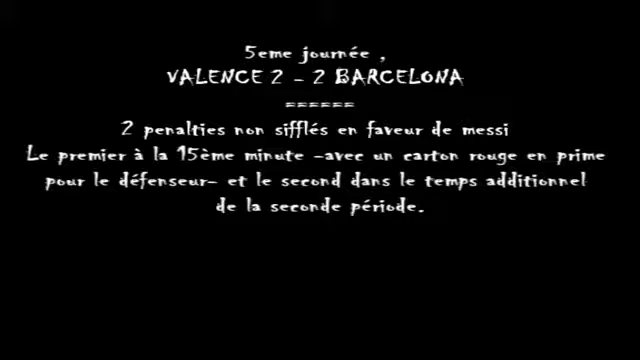 5eme journée ,
VALENCE 2 - 2 BARCELONA
======
2 penalties non sifflés en faveur de messi
Le premier à la 15ème minute -avec un carton rouge en prime
pour le défenseur- et le second dans le temps additionnel
de la seconde période.